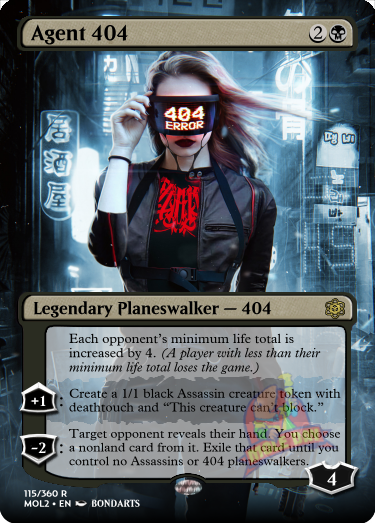 Agent 404
2
404
ERROR
居酒屋
Legendary Planeswalker — 404
Each opponent's minimum life total is
increased by 4. (A player with less than their
minimum life total loses the game.)
+1: Create a 1/1 black Assassin creature token with
deathtouch and "This creature can't block."
−2: Target opponent reveals their hand. You choose
a nonland card from it. Exile that card until you
control no Assassins or 404 planeswalkers.
4
115/360 R
MOL2 • EN BONDARTS